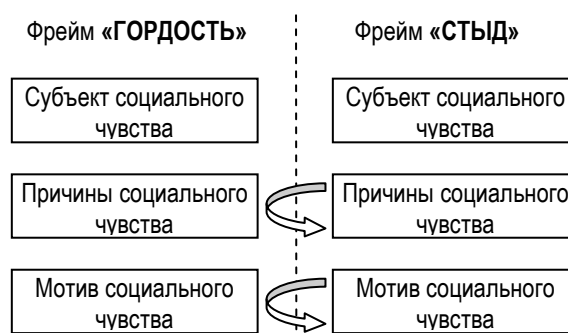 Фрейм «ГОРДОСТЬ»
Фрейм «СТЫД»
Субъект социального
чувства
Субъект социального
чувства
Причины социального
чувства
Причины социального
чувства
Мотив социального
чувства
Мотив социального
чувства